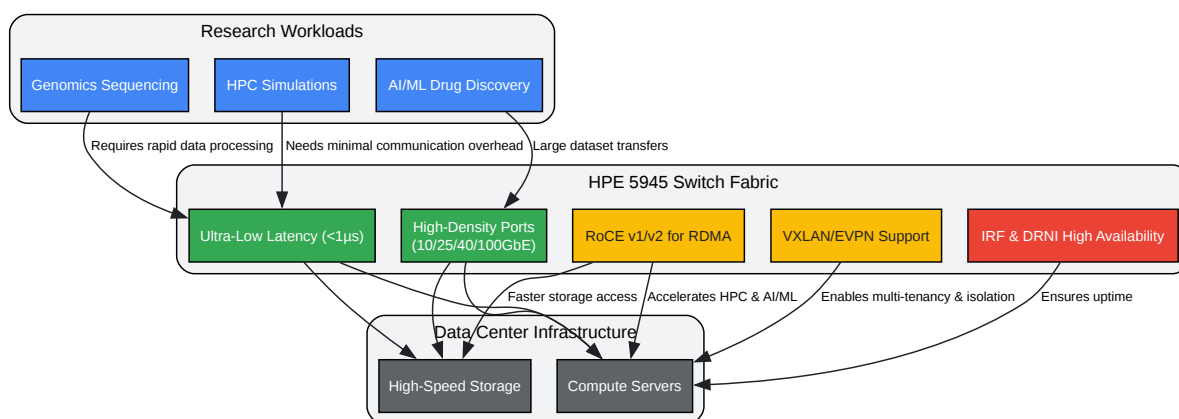 Research Workloads
Genomics Sequencing
HPC Simulations
AI/ML Drug Discovery
Requires rapid data processing
Needs minimal communication overhead
Large dataset transfers
HPE 5945 Switch Fabric
Ultra-Low Latency (<1µs)
High-Density Ports
(10/25/40/100GbE)
RoCE v1/v2 for RDMA
VXLAN/EVPN Support
IRF & DRNI High Availability
Faster storage access
Accelerates HPC & AI/ML
Enables multi-tenancy & isolation
Ensures uptime
Data Center Infrastructure
High-Speed Storage
Compute Servers